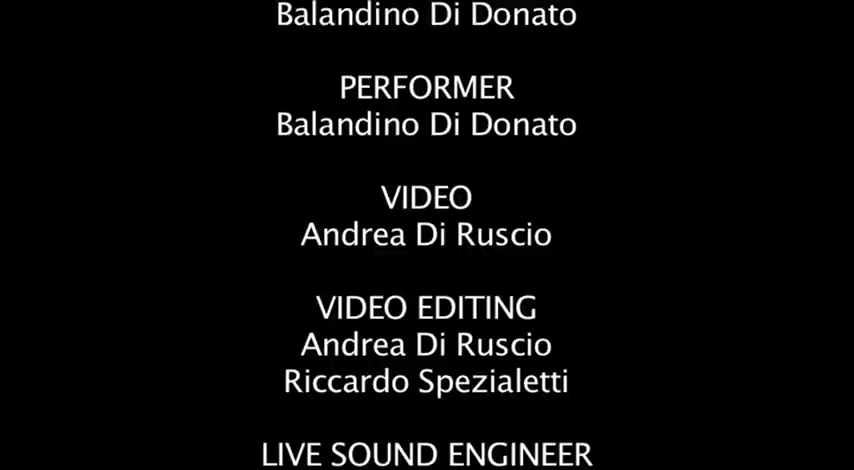 Balandino Di Donato
PERFORMER
Balandino Di Donato
VIDEO
Andrea Di Ruscio
VIDEO EDITING
Andrea Di Ruscio
Riccardo Spezialetti
LIVE SOUND ENGINEER